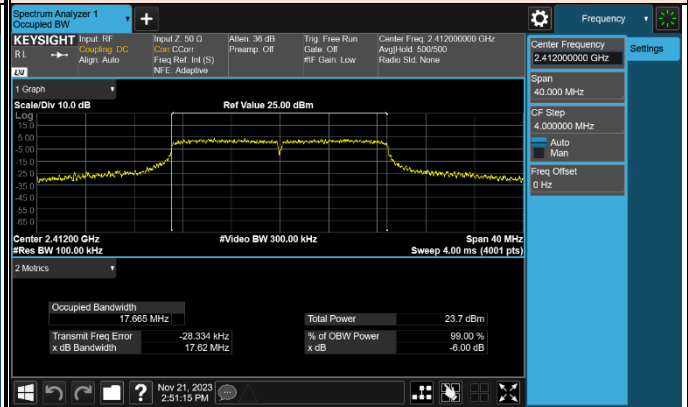 Spectrum Analyzer 1
Occupied BW
Frequency
KEYSIGHT
R L
LXI
Input: RF
Coupling: DC
Align: Auto
Input Z: 50 Ω
Corr CCorr
Freq Ref: Int (S)
NFE: Adaptive
Atten: 36 dB
Preamp: Off
Trig: Free Run
Gate: Off
#IF Gain: Low
Center Freq: 2.412000000 GHz
Avg|Hold: 500/500
Radio Std: None
Center Frequency
2.412000000 GHz
Settings
Span
40.000 MHz
CF Step
4.000000 MHz
Auto
Man
Freq Offset
0 Hz
1 Graph
Scale/Div 10.0 dB
Ref Value 25.00 dBm
Log
15.0
5.00
-5.00
-15.0
-25.0
-35.0
-45.0
-55.0
-65.0
Center 2.41200 GHz
#Video BW 300.00 kHz
Span 40 MHz
#Res BW 100.00 kHz
Sweep 4.00 ms (4001 pts)
2 Metrics
Occupied Bandwidth
17.665 MHz
Total Power 23.7 dBm
Transmit Freq Error -28.334 kHz
% of OBW Power 99.00 %
x dB Bandwidth 17.62 MHz
x dB -6.00 dB
Nov 21, 2023
2:51:15 PM